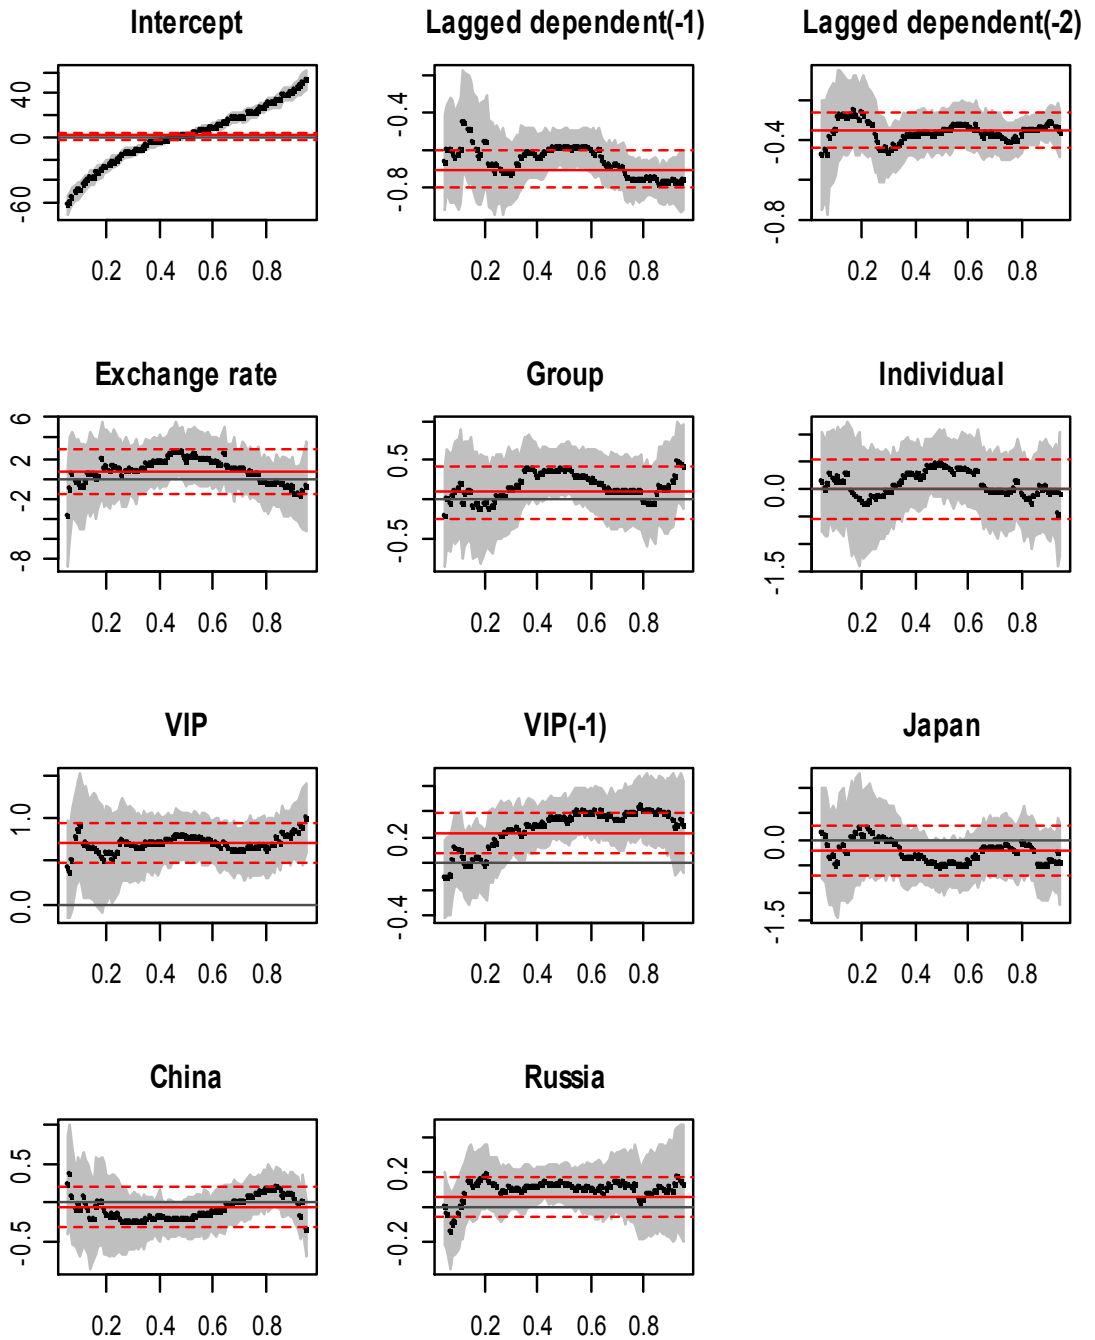 Intercept Lagged dependent(-1) Lagged dependent(-2)
40
0
-60
0.2 0.4 0.6 0.8
-0.4
-0.8
0.2 0.4 0.6 0.8
-0.4
-0.8
0.2 0.4 0.6 0.8
Exchange rate Group Individual
6
2
-2
-8
0.2 0.4 0.6 0.8
0.5
-0.5
0.2 0.4 0.6 0.8
0.0
-1.5
0.2 0.4 0.6 0.8
VIP VIP(-1) Japan
1.0
0.0
0.2 0.4 0.6 0.8
0.2
-0.4
0.2 0.4 0.6 0.8
0.0
-1.5
0.2 0.4 0.6 0.8
China Russia
0.5
-0.5
0.2 0.4 0.6 0.8
0.2
-0.2
0.2 0.4 0.6 0.8